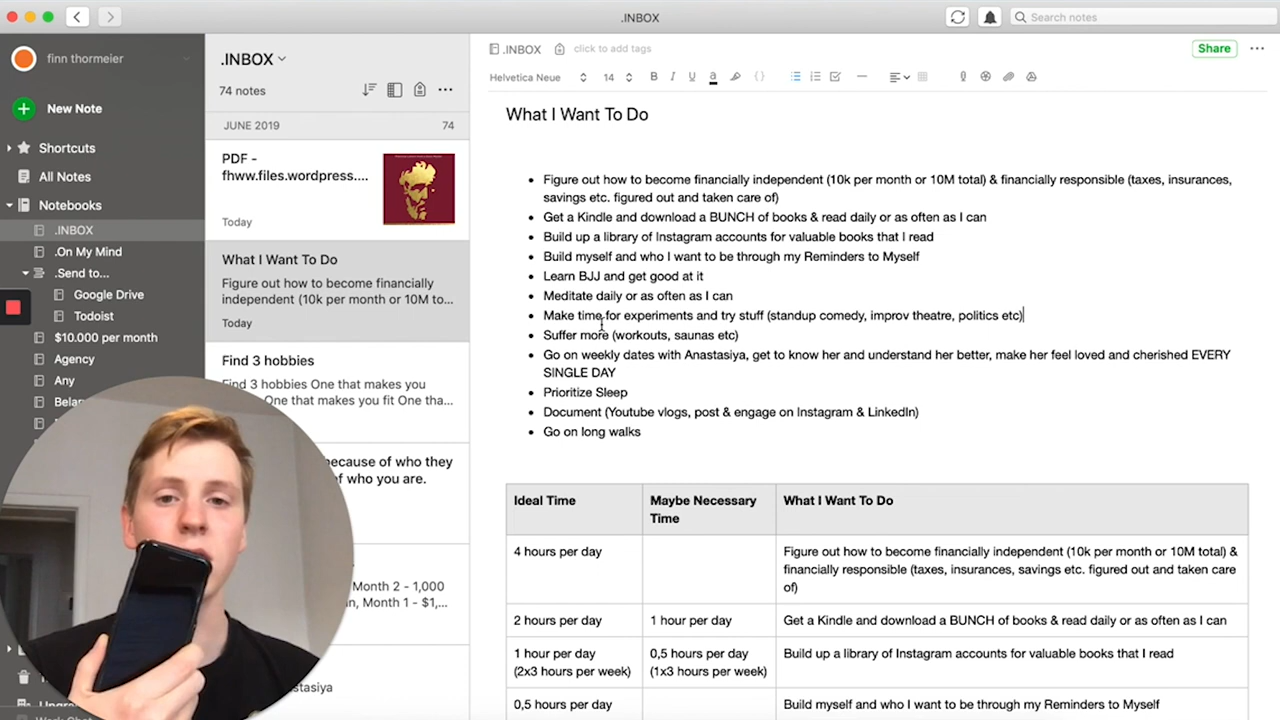 .INBOX
Search notes
finn thormeier
New Note
Shortcuts
All Notes
Notebooks
.INBOX
.On My Mind
.Send to...
Google Drive
Todoist
$10.000 per month
Agency
Any
.INBOX
74 notes
JUNE 2019 74
PDF -
fhww.files.wordpress....
Today
What I Want To Do
Figure out how to become financially
independent (10k per month or 10M to...
Today
Find 3 hobbies
Find 3 hobbies One that makes you
One that makes you fit One tha...
because of who they
of who you are.
Month 2 - 1,000
Month 1 - $1,...
.INBOX click to add tags
Share
Helvetica Neue 14 B I U a
What I Want To Do
• Figure out how to become financially independent (10k per month or 10M total) & financially responsible (taxes, insurances,
savings etc. figured out and taken care of)
• Get a Kindle and download a BUNCH of books & read daily or as often as I can
• Build up a library of Instagram accounts for valuable books that I read
• Build myself and who I want to be through my Reminders to Myself
• Learn BJJ and get good at it
• Meditate daily or as often as I can
• Make time for experiments and try stuff (standup comedy, improv theatre, politics etc)
• Suffer more (workouts, saunas etc)
• Go on weekly dates with Anastasiya, get to know her and understand her better, make her feel loved and cherished EVERY
SINGLE DAY
• Prioritize Sleep
• Document (Youtube vlogs, post & engage on Instagram & LinkedIn)
• Go on long walks
Ideal Time
Maybe Necessary
Time
What I Want To Do
4 hours per day
Figure out how to become financially independent (10k per month or 10M total) &
financially responsible (taxes, insurances, savings etc. figured out and taken care
of)
2 hours per day
1 hour per day
Get a Kindle and download a BUNCH of books & read daily or as often as I can
1 hour per day
(2x3 hours per week)
0,5 hours per day
(1x3 hours per week)
Build up a library of Instagram accounts for valuable books that I read
0,5 hours per day
Build myself and who I want to be through my Reminders to Myself